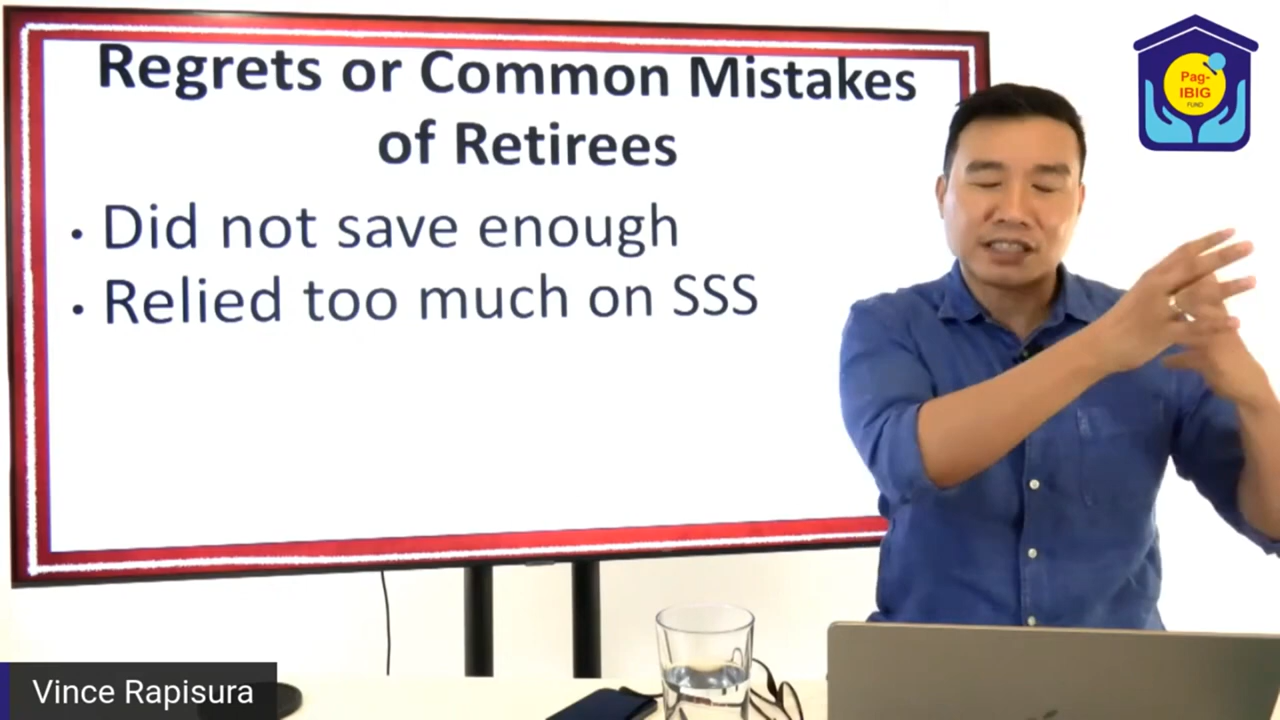 Regrets or Common Mistakes
of Retirees
• Did not save enough
• Relied too much on SSS
Pag-
IBIG
FUND
Vince Rapisura